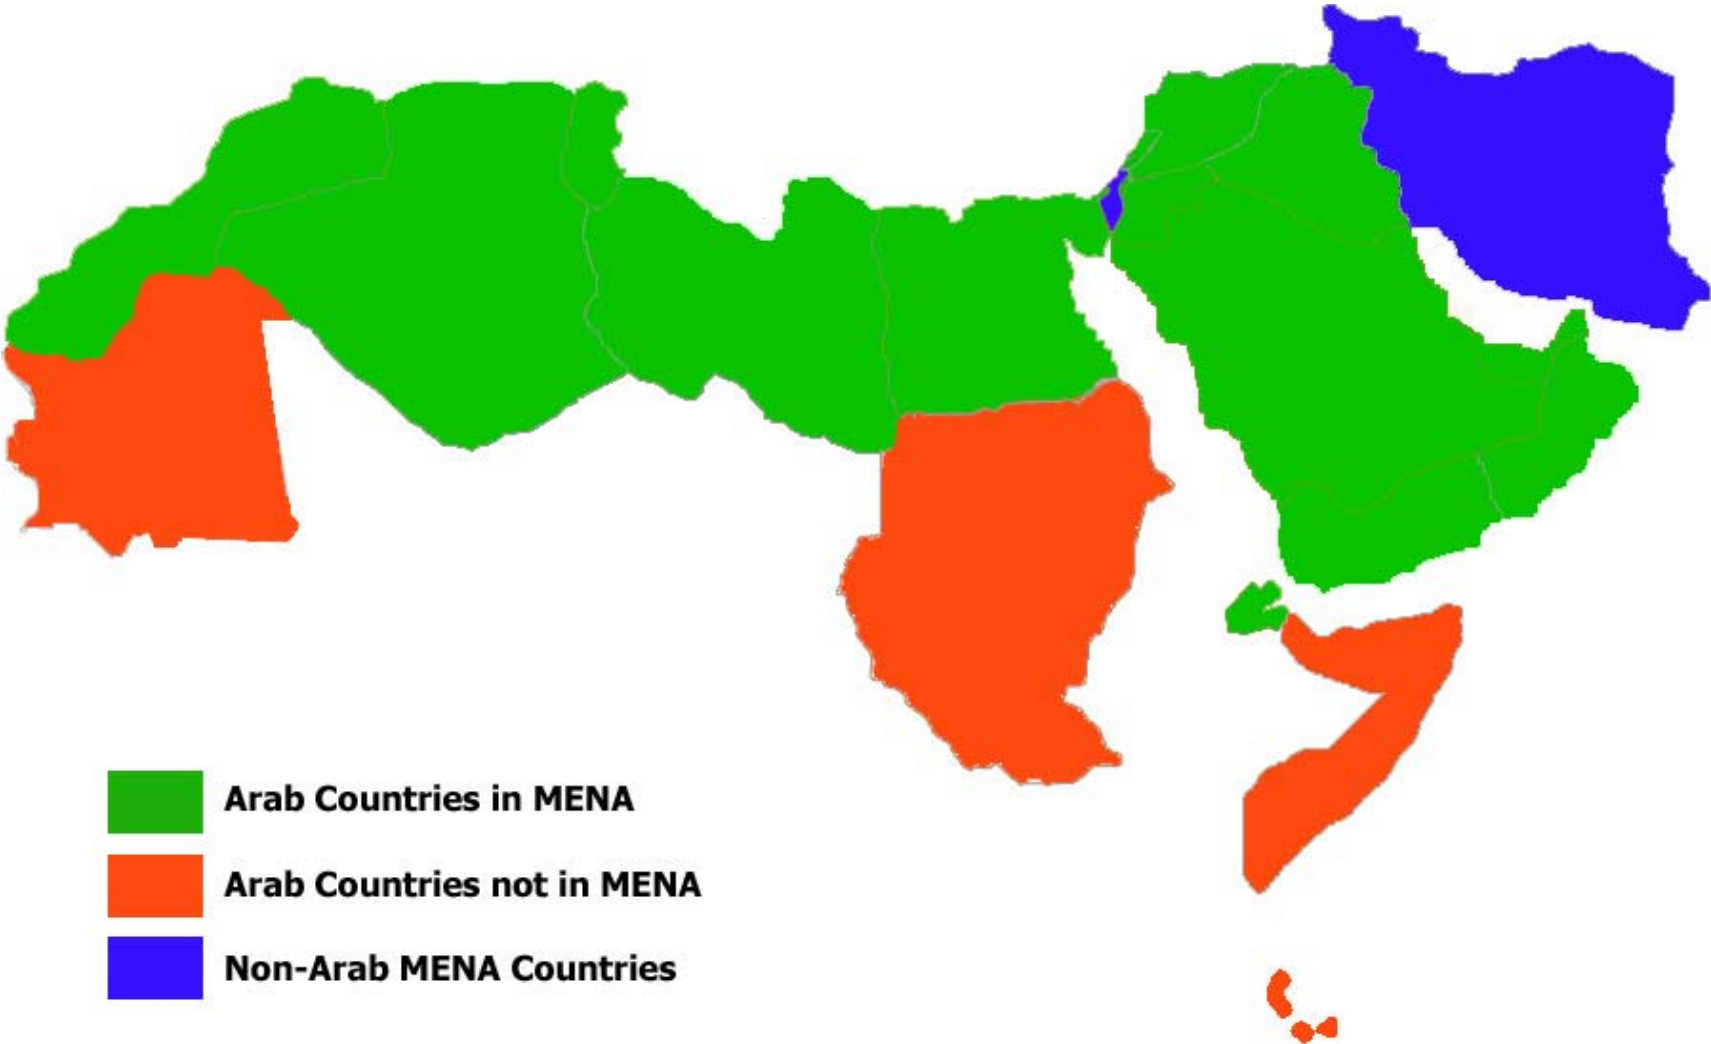 Arab Countries in MENA
Arab Countries not in MENA
Non-Arab MENA Countries